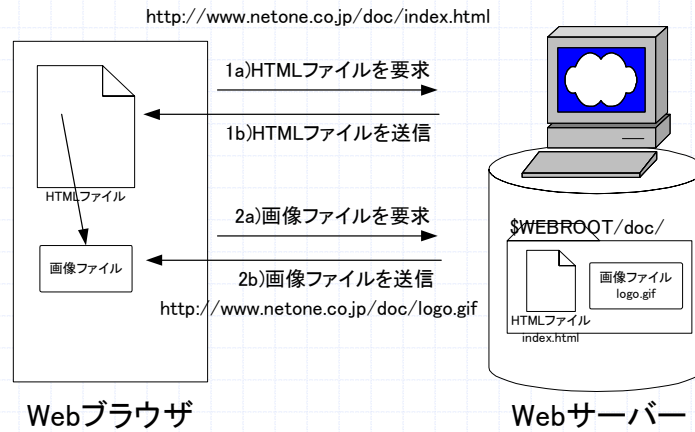 http://www.netone.co.jp/doc/index.html
1a)HTMLファイルを要求
1b)HTMLファイルを送信
HTMLファイル
2a)画像ファイルを要求
画像ファイル
2b)画像ファイルを送信
http://www.netone.co.jp/doc/logo.gif
$WEBROOT/doc/
画像ファイル
logo.gif
HTMLファイル
index.html
Webブラウザ
Webサーバー